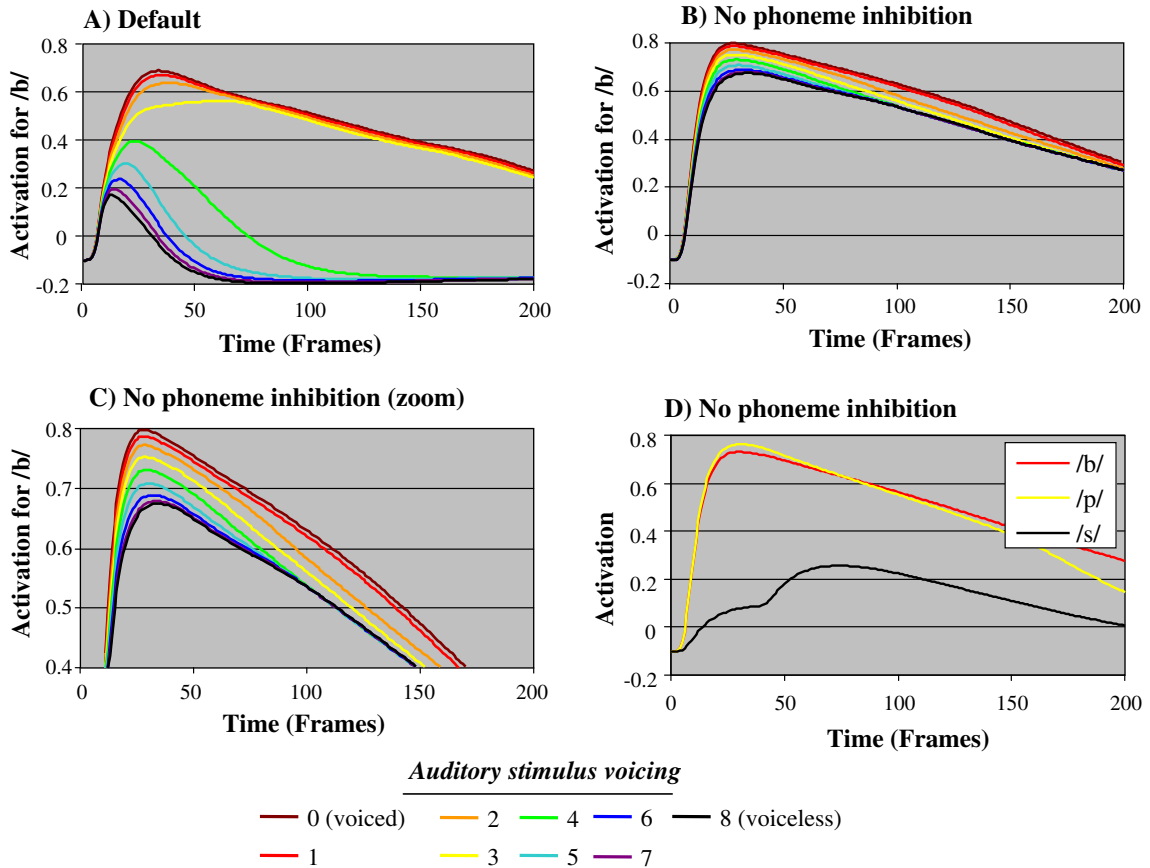 A) Default
Activation for /b/
0.8
0.6
0.4
0.2
0
-0.2
0 50 100 150 200
Time (Frames)
B) No phoneme inhibition
Activation for /b/
0.8
0.6
0.4
0.2
0
-0.2
0 50 100 150 200
Time (Frames)
C) No phoneme inhibition (zoom)
Activation for /b/
0.8
0.7
0.6
0.5
0.4
0 50 100 150 200
Time (Frames)
D) No phoneme inhibition
Activation
0.8
0.6
0.4
0.2
0
-0.2
0 50 100 150 200
Time (Frames)
/b/
/p/
/s/
Auditory stimulus voicing
0 (voiced) 2 4 6 8 (voiceless)
1 3 5 7